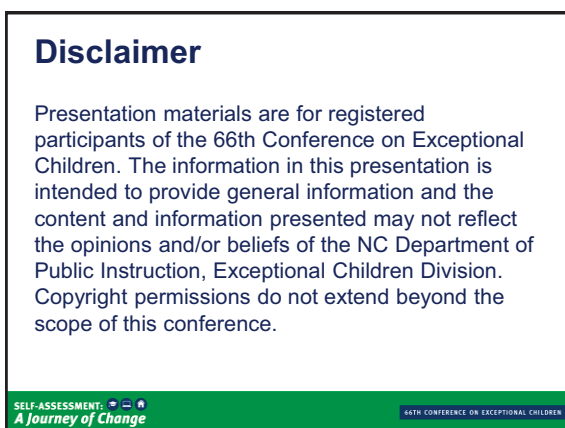 Disclaimer
Presentation materials are for registered
participants of the 66th Conference on Exceptional
Children. The information in this presentation is
intended to provide general information and the
content and information presented may not reflect
the opinions and/or beliefs of the NC Department of
Public Instruction, Exceptional Children Division.
Copyright permissions do not extend beyond the
scope of this conference.
SELF-ASSESSMENT:
A Journey of Change
66TH CONFERENCE ON EXCEPTIONAL CHILDREN